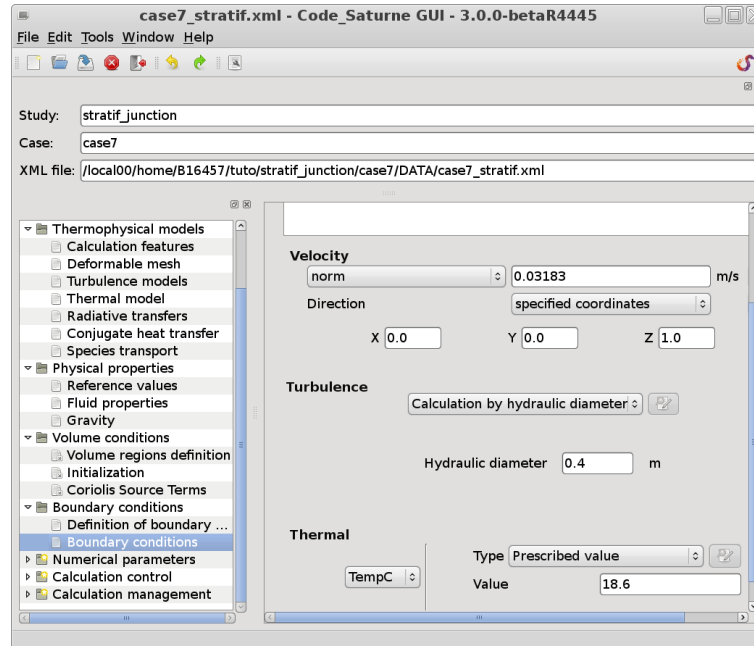 case7_stratif.xml - Code_Saturne GUI - 3.0.0-betaR4445
File Edit Tools Window Help
Study: stratif_junction
Case: case7
XML file: /local00/home/B16457/tuto/stratif_junction/case7/DATA/case7_stratif.xml
Thermophysical models
Calculation features
Deformable mesh
Turbulence models
Thermal model
Radiative transfers
Conjugate heat transfer
Species transport
Physical properties
Reference values
Fluid properties
Gravity
Volume conditions
Volume regions definition
Initialization
Coriolis Source Terms
Boundary conditions
Definition of boundary ...
Boundary conditions
Numerical parameters
Calculation control
Calculation management
Velocity
norm 0.03183 m/s
Direction specified coordinates
X 0.0 Y 0.0 Z 1.0
Turbulence
Calculation by hydraulic diameter
Hydraulic diameter 0.4 m
Thermal
Type Prescribed value
TempC
Value 18.6